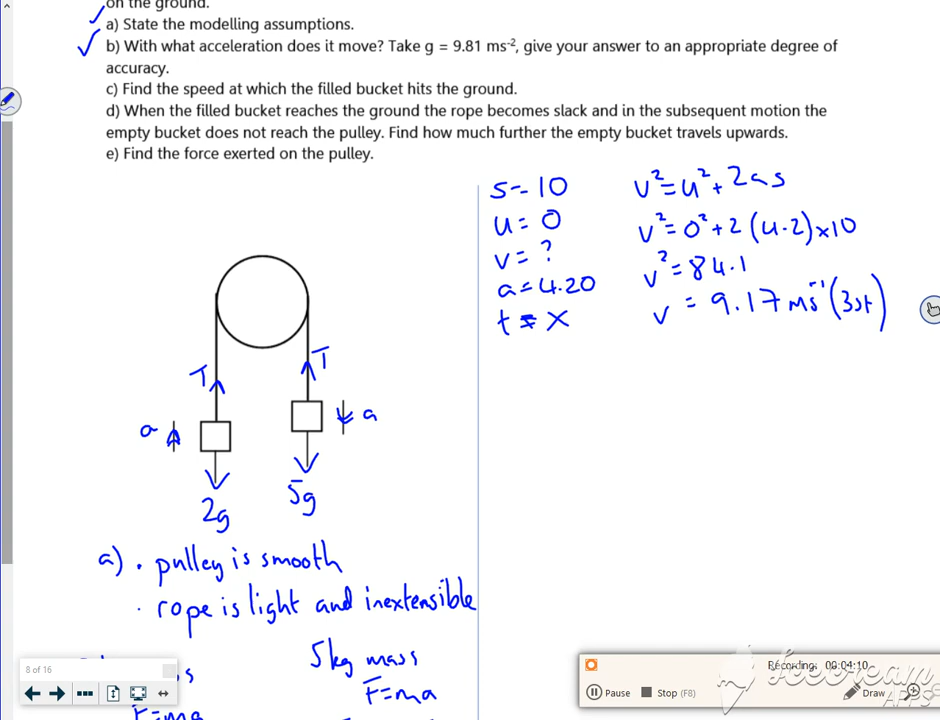 on the ground.
a) State the modelling assumptions.
b) With what acceleration does it move? Take g = 9.81 ms⁻², give your answer to an appropriate degree of
accuracy.
c) Find the speed at which the filled bucket hits the ground.
d) When the filled bucket reaches the ground the rope becomes slack and in the subsequent motion the
empty bucket does not reach the pulley. Find how much further the empty bucket travels upwards.
e) Find the force exerted on the pulley.
s = 10
u = 0
v = ?
a = 4.20
t = x
v² = u² + 2as
v² = 0² + 2(4.2)×10
v² = 84.1
v = 9.17 ms⁻¹ (3sf)
T
T
a
a
2g
5g
a) · pulley is smooth
· rope is light and inextensible
5kg mass
F=ma
F=ma
8 of 16
Recording: 00:04:10
Pause
Stop (F8)
Draw
Icecream
APPS